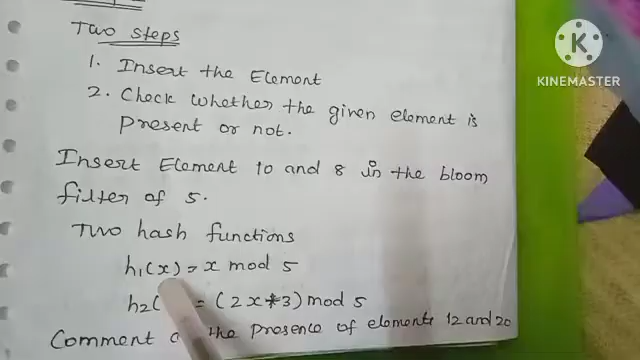 Two steps
1. Insert the Element
2. Check whether the given element is
present or not.
Insert Element 10 and 8 in the bloom
filter of 5.
Two hash functions
h1(x) = x mod 5
h2( = (2x*3) mod 5
Comment the presence of elements 12 and 20
KINEMASTER